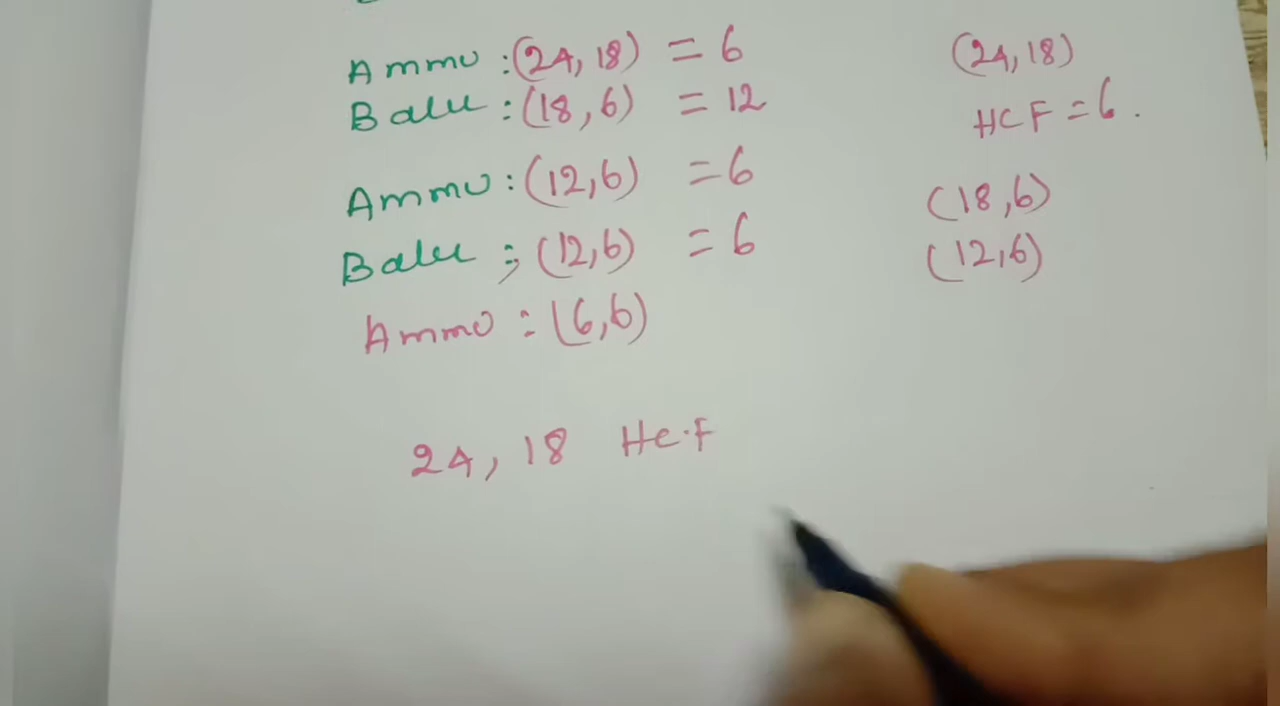 Ammu : (24, 18) = 6
Balu : (18, 6) = 12
Ammu : (12, 6) = 6
Balu : (12, 6) = 6
Ammu : (6, 6)
24, 18 H.C.F
(24, 18)
HCF = 6.
(18, 6)
(12, 6)